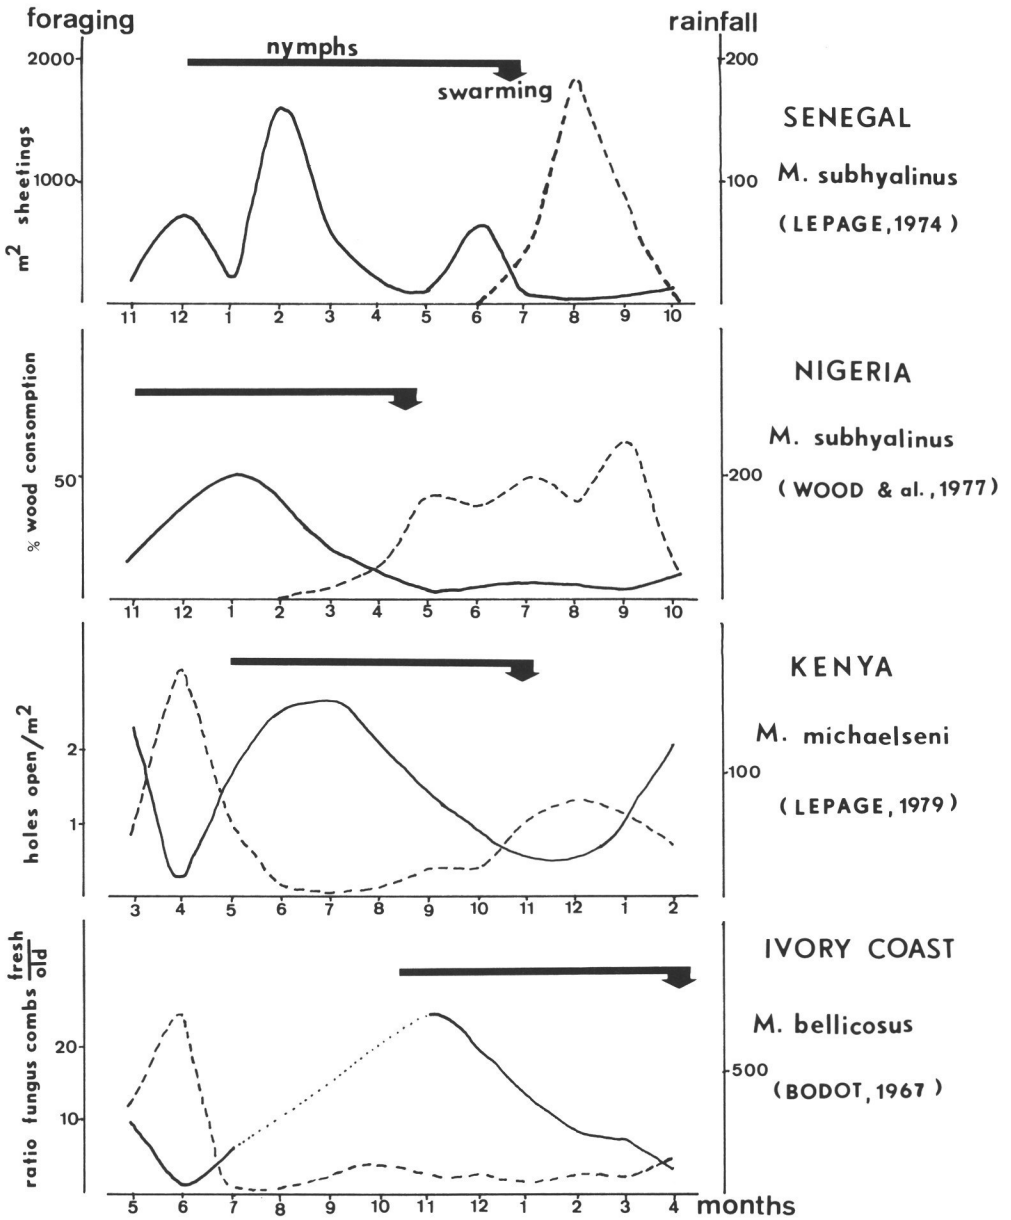 foraging
rainfall
nymphs
swarming
2000
1000
m² sheetings
200
100
SENEGAL
M. subhyalinus
(LEPAGE, 1974)
11 12 1 2 3 4 5 6 7 8 9 10
% wood consomption
50
200
NIGERIA
M. subhyalinus
(WOOD & al., 1977)
11 12 1 2 3 4 5 6 7 8 9 10
holes open/m²
2
1
100
KENYA
M. michaelseni
(LEPAGE, 1979)
3 4 5 6 7 8 9 10 11 12 1 2
ratio fungus combs fresh
old
20
10
500
IVORY COAST
M. bellicosus
(BODOT, 1967)
5 6 7 8 9 10 11 12 1 2 3 4 months